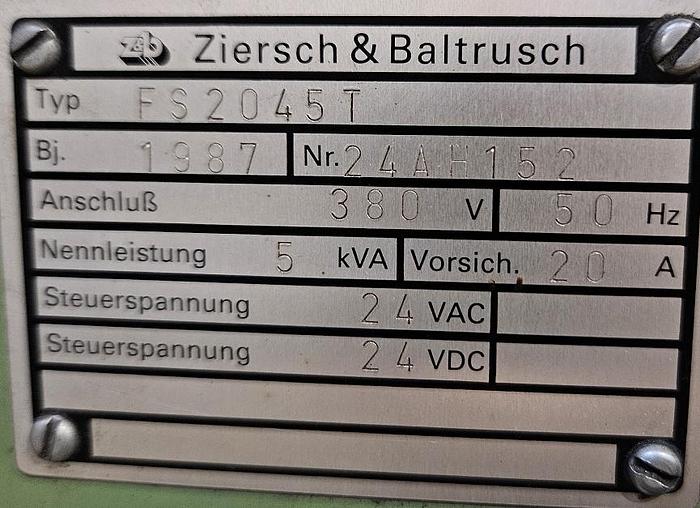 z&b Ziersch & Baltrusch
Typ FS2045T
Bj. 1987 Nr. 24AH152
Anschluß 380 V 50 Hz
Nennleistung 5 kVA Vorsich. 20 A
Steuerspannung 24 VAC
Steuerspannung 24 VDC